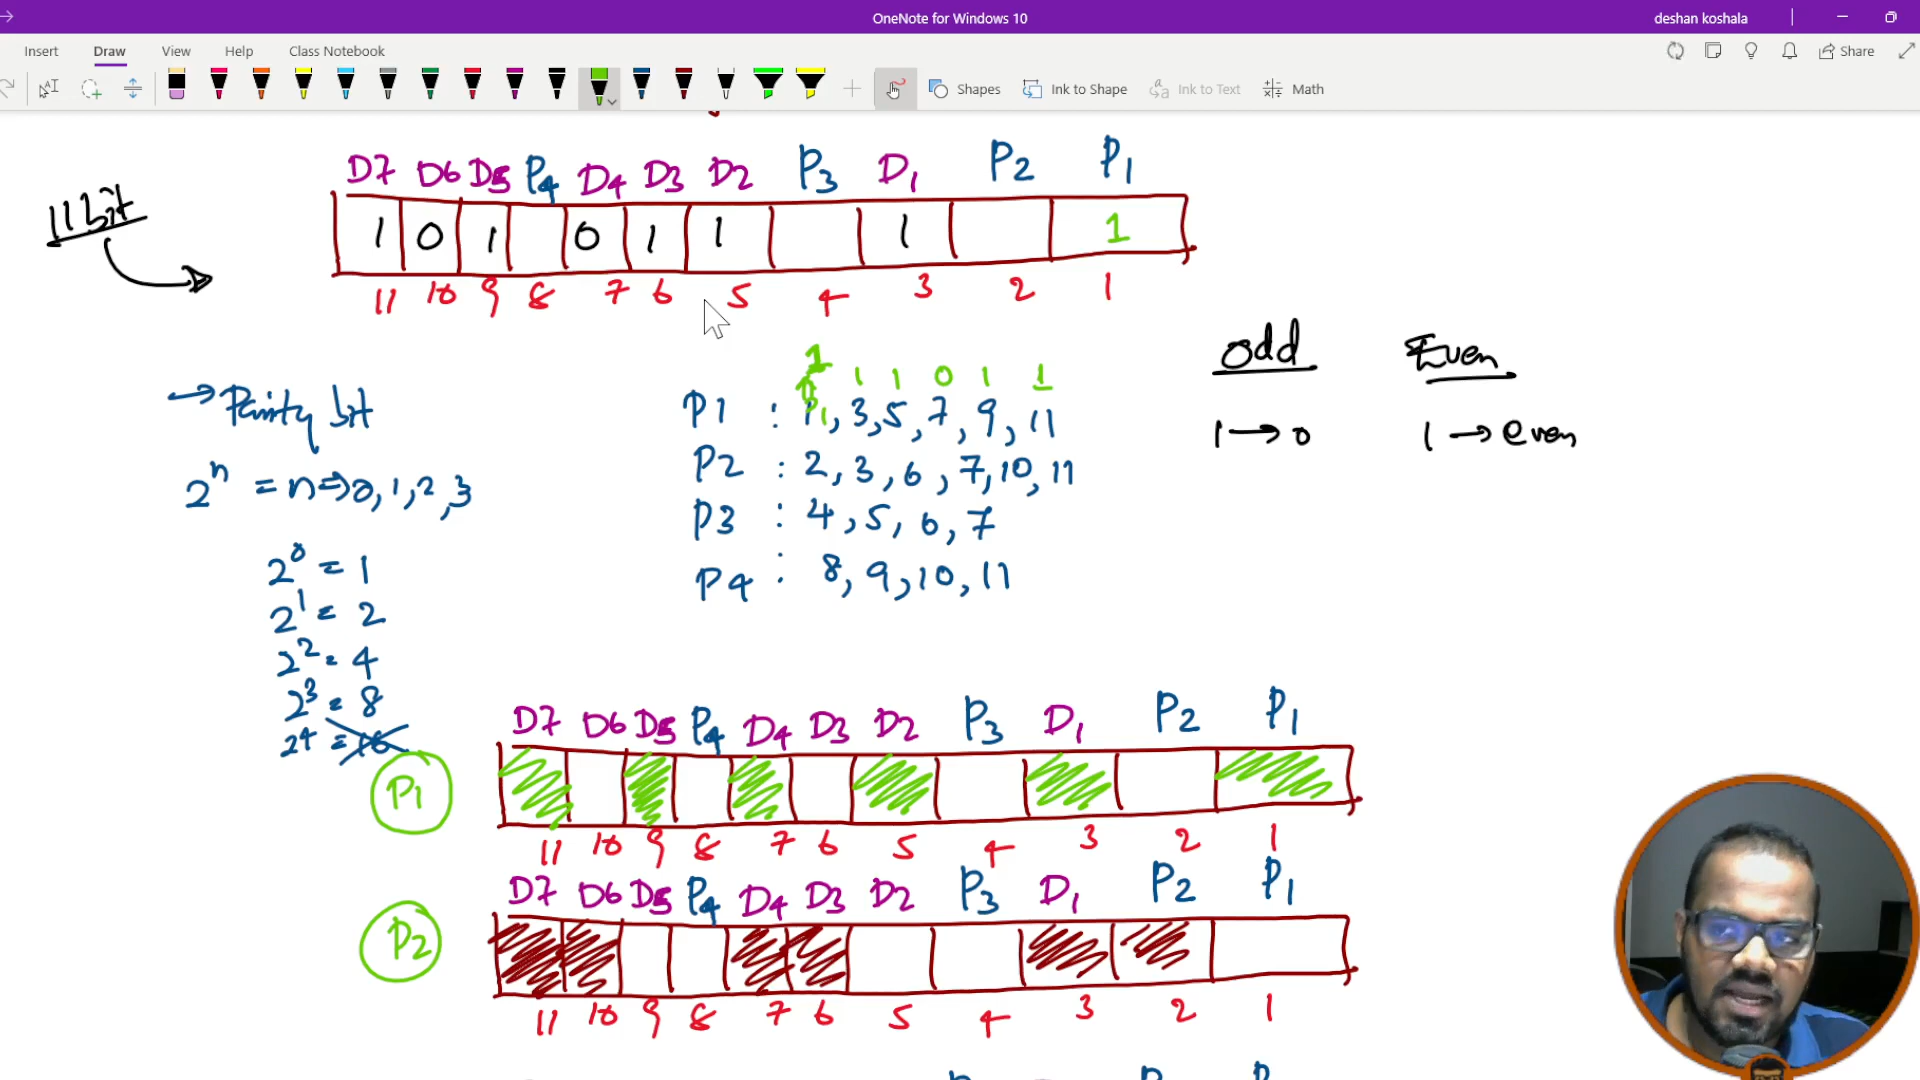 OneNote for Windows 10
deshan koshala
Insert Draw View Help Class Notebook
Share
Shapes Ink to Shape Ink to Text Math
D7 D6 D5 P4 D4 D3 D2 P3 D1 P2 P1
11 bit
1 0 1 0 1 1 1 1
11 10 9 8 7 6 5 4 3 2 1
odd Even
1 → 0 1 → even
1
1 1 0 1 1
→ Parity bit
P1 : P1, 3, 5, 7, 9, 11
P2 : 2, 3, 6, 7, 10, 11
2^n = n ⇒ 0, 1, 2, 3
P3 : 4, 5, 6, 7
P4 : 8, 9, 10, 11
2^0 = 1
2^1 = 2
2^2 = 4
2^3 = 8
2^4 = 16
D7 D6 D5 P4 D4 D3 D2 P3 D1 P2 P1
P1
11 10 9 8 7 6 5 4 3 2 1
D7 D6 D5 P4 D4 D3 D2 P3 D1 P2 P1
P2
11 10 9 8 7 6 5 4 3 2 1